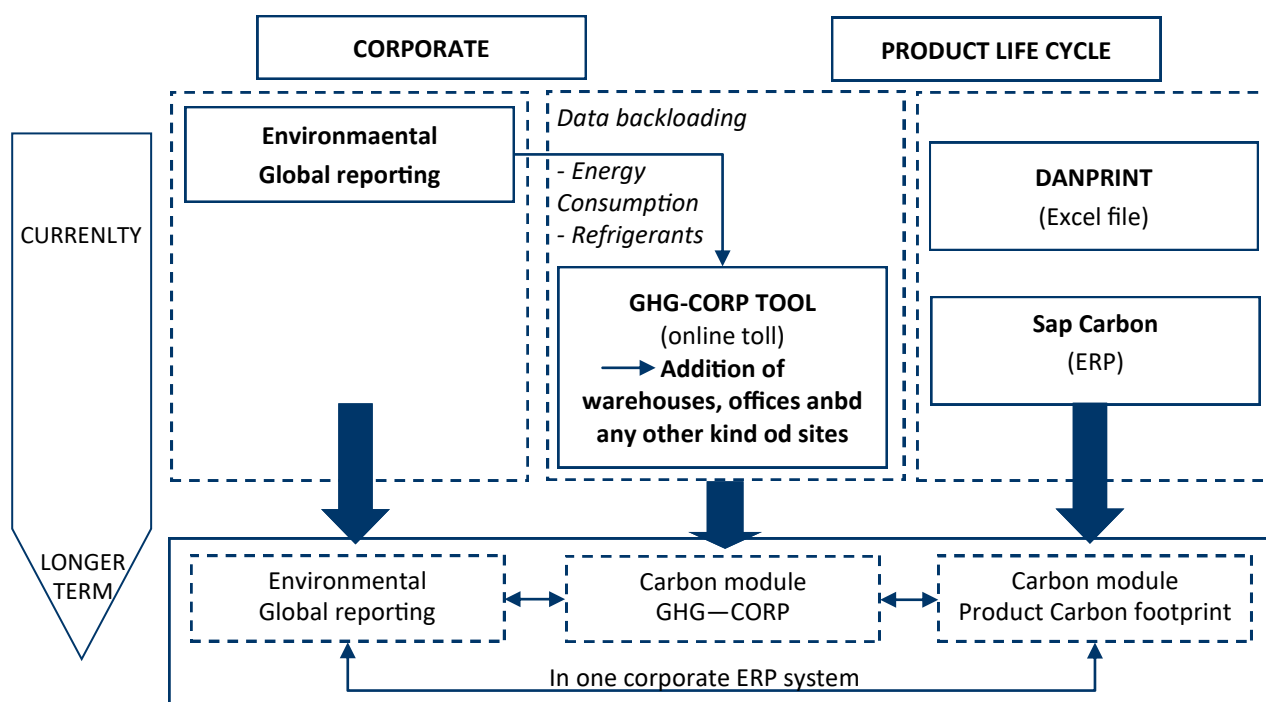 CORPORATE
PRODUCT LIFE CYCLE
CURRENLTY
Environmaental
Global reporting
Data backloading
- Energy
Consumption
- Refrigerants
GHG-CORP TOOL
(online toll)
Addition of
warehouses, offices anbd
any other kind od sites
DANPRINT
(Excel file)
Sap Carbon
(ERP)
LONGER
TERM
Environmental
Global reporting
Carbon module
GHG—CORP
Carbon module
Product Carbon footprint
In one corporate ERP system